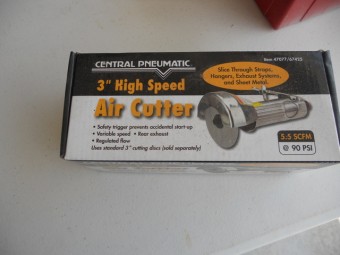 CENTRAL PNEUMATIC
Item 47077/67425
3" High Speed
Air Cutter
Slice Through Straps,
Hangers, Exhaust Systems,
and Sheet Metal.
• Safety trigger prevents accidental start-up
• Variable speed • Rear exhaust
• Regulated flow
Uses standard 3" cutting discs (sold separately)
5.5 SCFM
@ 90 PSI